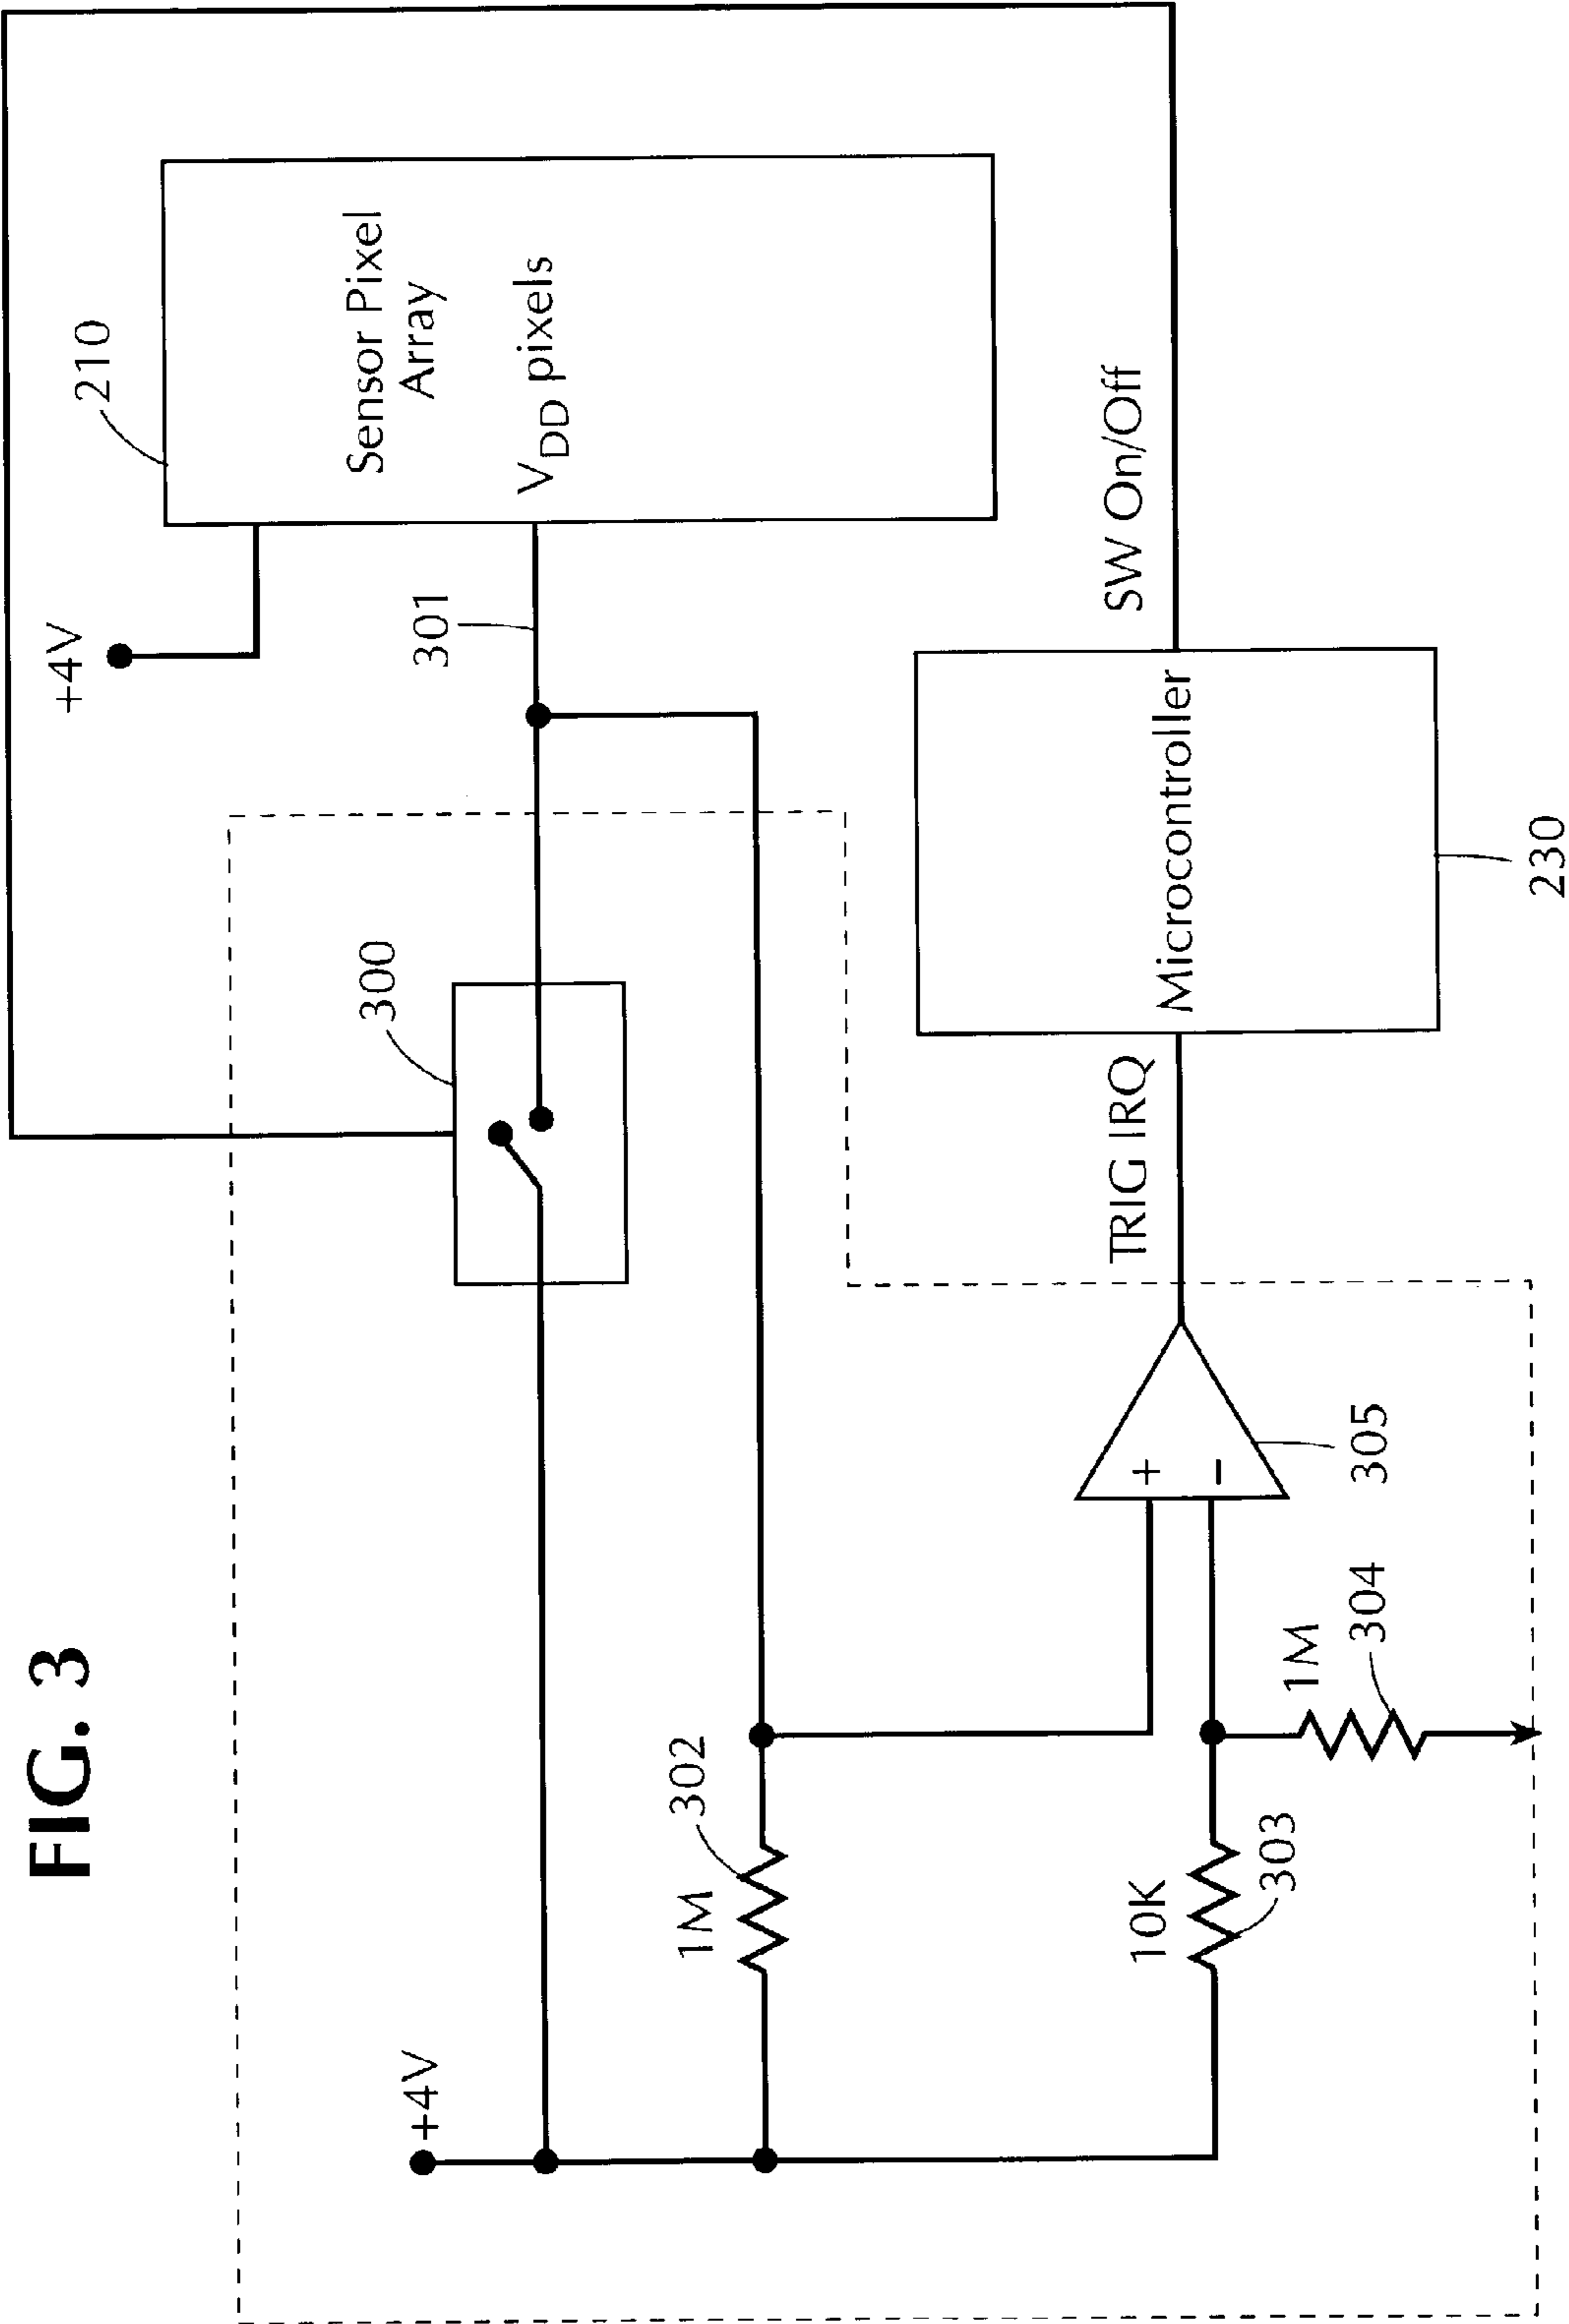 FIG. 3
210
Sensor Pixel
Array
V_DD pixels
+4V
301
300
+4V
1M
302
SW On/Off
Microcontroller
230
TRIG IRQ
+
−
305
10K
303
1M
304